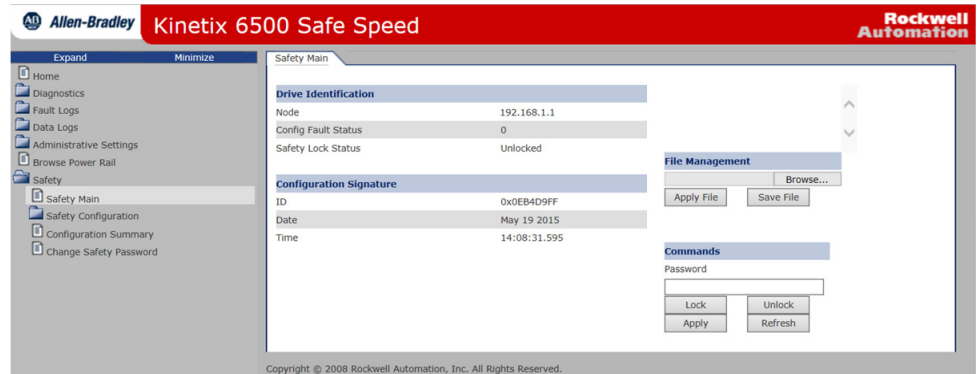 AB Allen-Bradley Kinetix 6500 Safe Speed Rockwell Automation
Expand Minimize
Home
Diagnostics
Fault Logs
Data Logs
Administrative Settings
Browse Power Rail
Safety
Safety Main
Safety Configuration
Configuration Summary
Change Safety Password
Safety Main
Drive Identification
Node 192.168.1.1
Config Fault Status 0
Safety Lock Status Unlocked
Configuration Signature
ID 0x0EB4D9FF
Date May 19 2015
Time 14:08:31.595
File Management
Browse...
Apply File Save File
Commands
Password
Lock Unlock
Apply Refresh
Copyright © 2008 Rockwell Automation, Inc. All Rights Reserved.